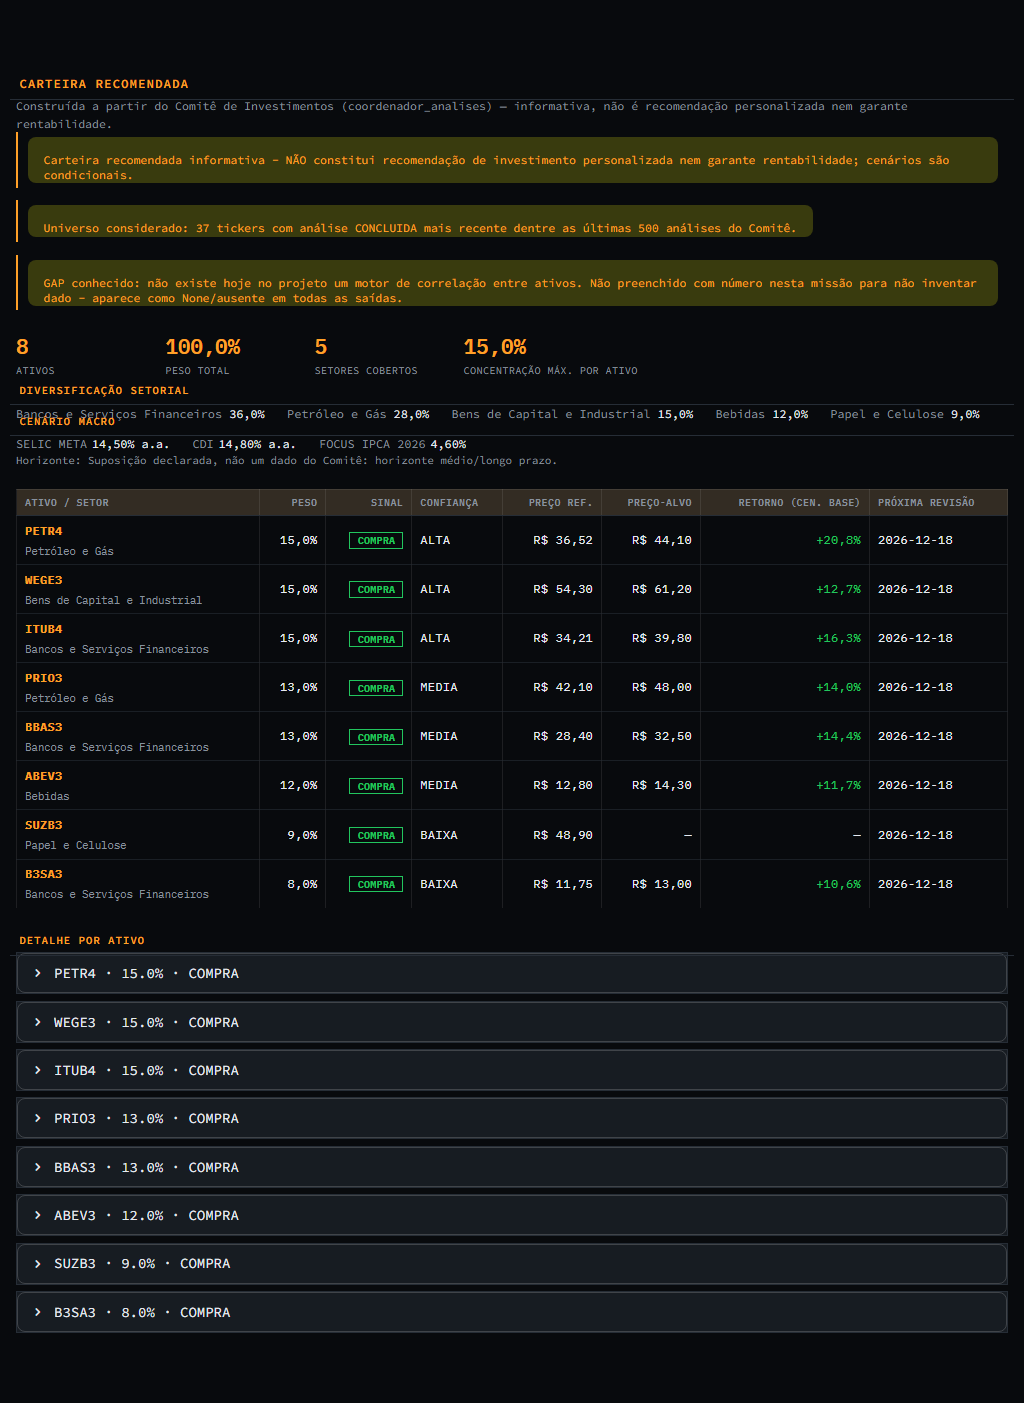 CARTEIRA RECOMENDADA
Construída a partir do Comitê de Investimentos (coordenador_analises) — informativa, não é recomendação personalizada nem garante
rentabilidade.
Carteira recomendada informativa — NÃO constitui recomendação de investimento personalizada nem garante rentabilidade; cenários são
condicionais.
Universo considerado: 37 tickers com análise CONCLUIDA mais recente dentre as últimas 500 análises do Comitê.
GAP conhecido: não existe hoje no projeto um motor de correlação entre ativos. Não preenchido com número nesta missão para não inventar
dado — aparece como None/ausente em todas as saídas.
8 100,0% 5 15,0%
ATIVOS PESO TOTAL SETORES COBERTOS CONCENTRAÇÃO MÁX. POR ATIVO
DIVERSIFICAÇÃO SETORIAL
Bancos e Serviços Financeiros 36,0% Petróleo e Gás 28,0% Bens de Capital e Industrial 15,0% Bebidas 12,0% Papel e Celulose 9,0%
CENÁRIO MACRO
SELIC META 14,50% a.a. CDI 14,80% a.a. FOCUS IPCA 2026 4,60%
Horizonte: Suposição declarada, não um dado do Comitê: horizonte médio/longo prazo.
ATIVO / SETOR PESO SINAL CONFIANÇA PREÇO REF. PREÇO-ALVO RETORNO (CEN. BASE) PRÓXIMA REVISÃO
PETR4
Petróleo e Gás 15,0% COMPRA ALTA R$ 36,52 R$ 44,10 +20,8% 2026-12-18
WEGE3
Bens de Capital e Industrial 15,0% COMPRA ALTA R$ 54,30 R$ 61,20 +12,7% 2026-12-18
ITUB4
Bancos e Serviços Financeiros 15,0% COMPRA ALTA R$ 34,21 R$ 39,80 +16,3% 2026-12-18
PRIO3
Petróleo e Gás 13,0% COMPRA MEDIA R$ 42,10 R$ 48,00 +14,0% 2026-12-18
BBAS3
Bancos e Serviços Financeiros 13,0% COMPRA MEDIA R$ 28,40 R$ 32,50 +14,4% 2026-12-18
ABEV3
Bebidas 12,0% COMPRA MEDIA R$ 12,80 R$ 14,30 +11,7% 2026-12-18
SUZB3
Papel e Celulose 9,0% COMPRA BAIXA R$ 48,90 — — 2026-12-18
B3SA3
Bancos e Serviços Financeiros 8,0% COMPRA BAIXA R$ 11,75 R$ 13,00 +10,6% 2026-12-18
DETALHE POR ATIVO
PETR4 · 15.0% · COMPRA
WEGE3 · 15.0% · COMPRA
ITUB4 · 15.0% · COMPRA
PRIO3 · 13.0% · COMPRA
BBAS3 · 13.0% · COMPRA
ABEV3 · 12.0% · COMPRA
SUZB3 · 9.0% · COMPRA
B3SA3 · 8.0% · COMPRA